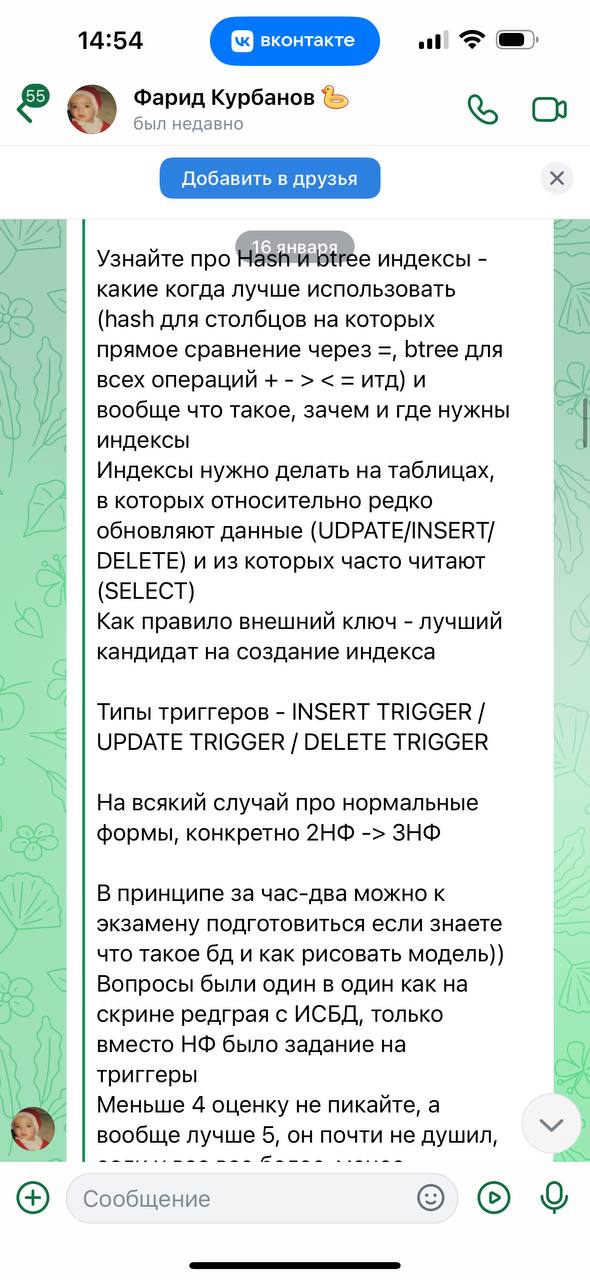 14:54
вконтакте
55
Фарид Курбанов
был недавно
Добавить в друзья
16 января
Узнайте про Hash и btree индексы -
какие когда лучше использовать
(hash для столбцов на которых
прямое сравнение через =, btree для
всех операций + - > < = итд) и
вообще что такое, зачем и где нужны
индексы
Индексы нужно делать на таблицах,
в которых относительно редко
обновляют данные (UDPATE/INSERT/
DELETE) и из которых часто читают
(SELECT)
Как правило внешний ключ - лучший
кандидат на создание индекса
Типы триггеров - INSERT TRIGGER /
UPDATE TRIGGER / DELETE TRIGGER
На всякий случай про нормальные
формы, конкретно 2НФ -> 3НФ
В принципе за час-два можно к
экзамену подготовиться если знаете
что такое бд и как рисовать модель))
Вопросы были один в один как на
скрине редграя с ИСБД, только
вместо НФ было задание на
триггеры
Меньше 4 оценку не пикайте, а
вообще лучше 5, он почти не душил,
Сообщение